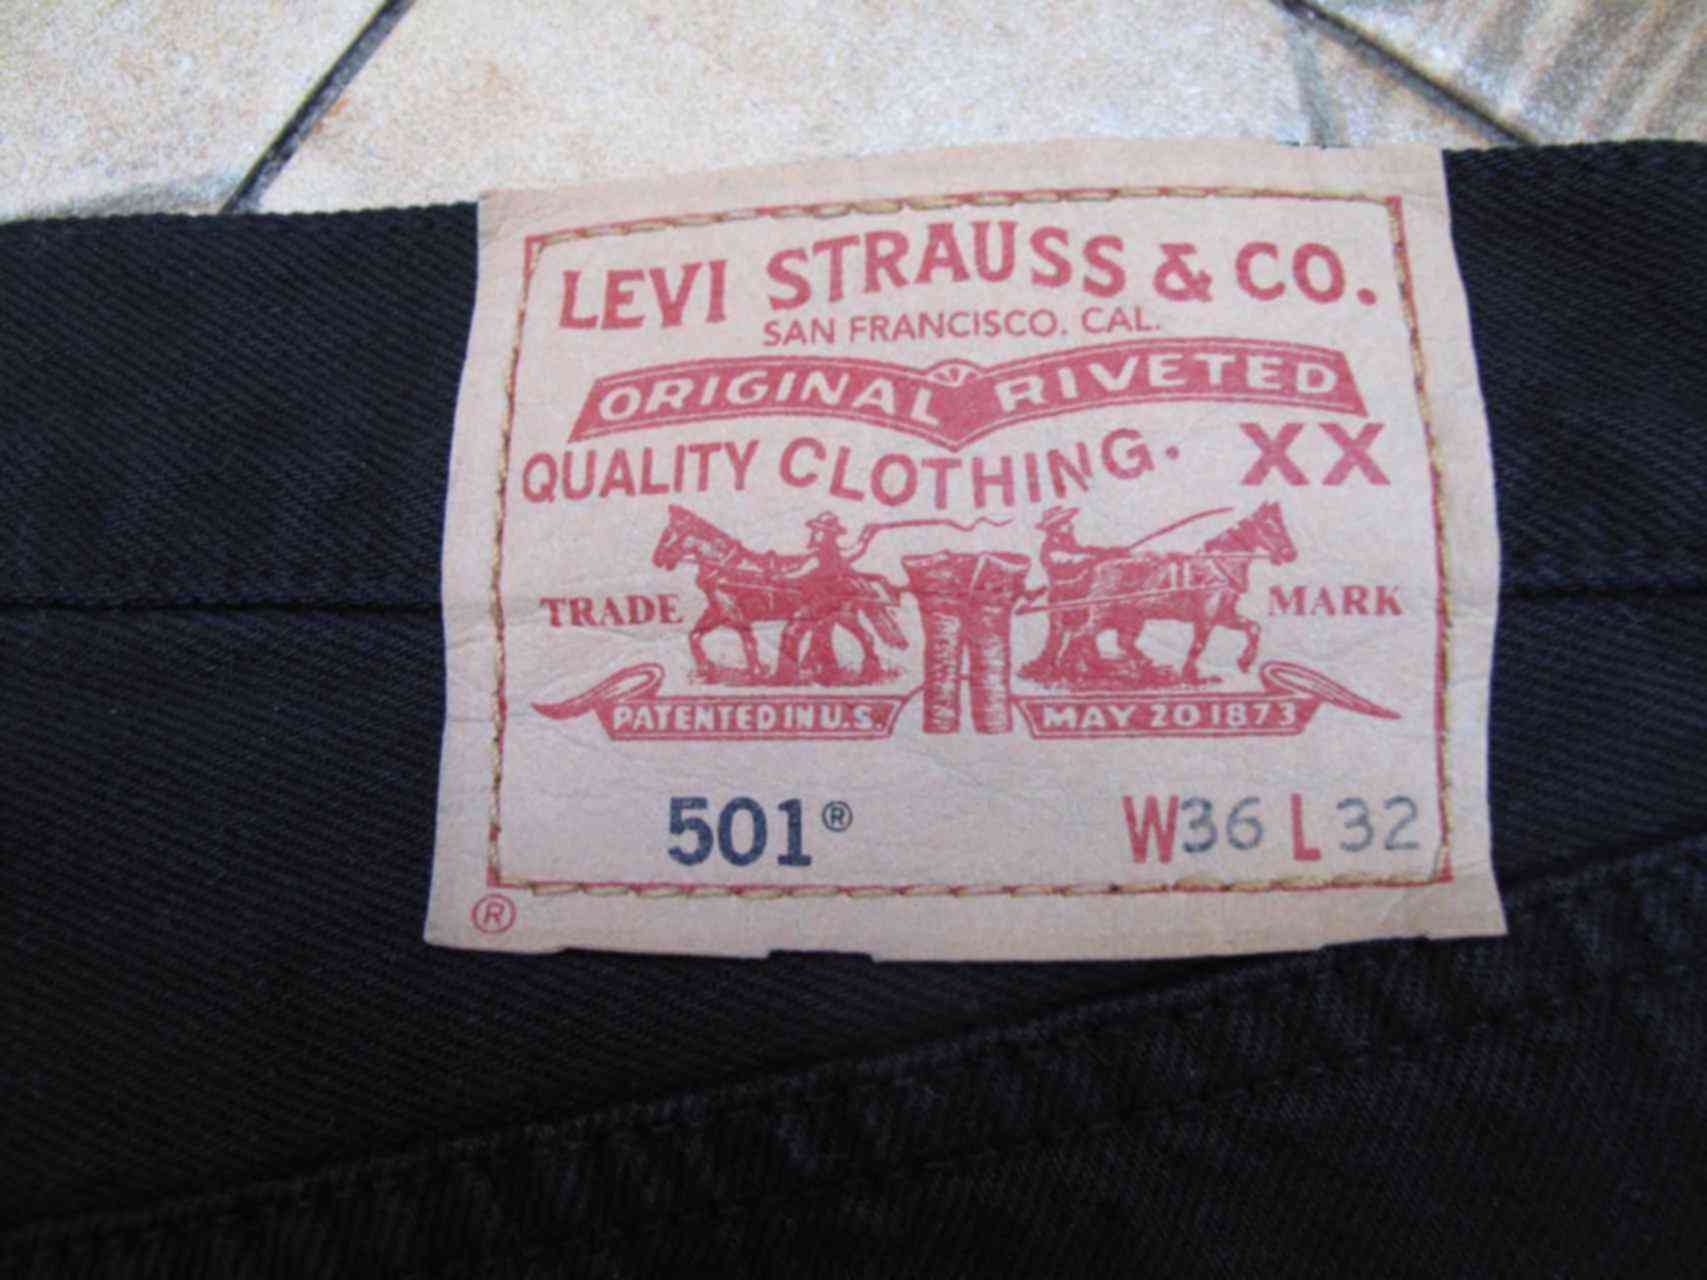 LEVI STRAUSS & CO.
SAN FRANCISCO. CAL.
ORIGINAL RIVETED
QUALITY CLOTHING. XX
TRADE MARK
PATENTED IN U.S. MAY 20 1873
501® W36 L32
®